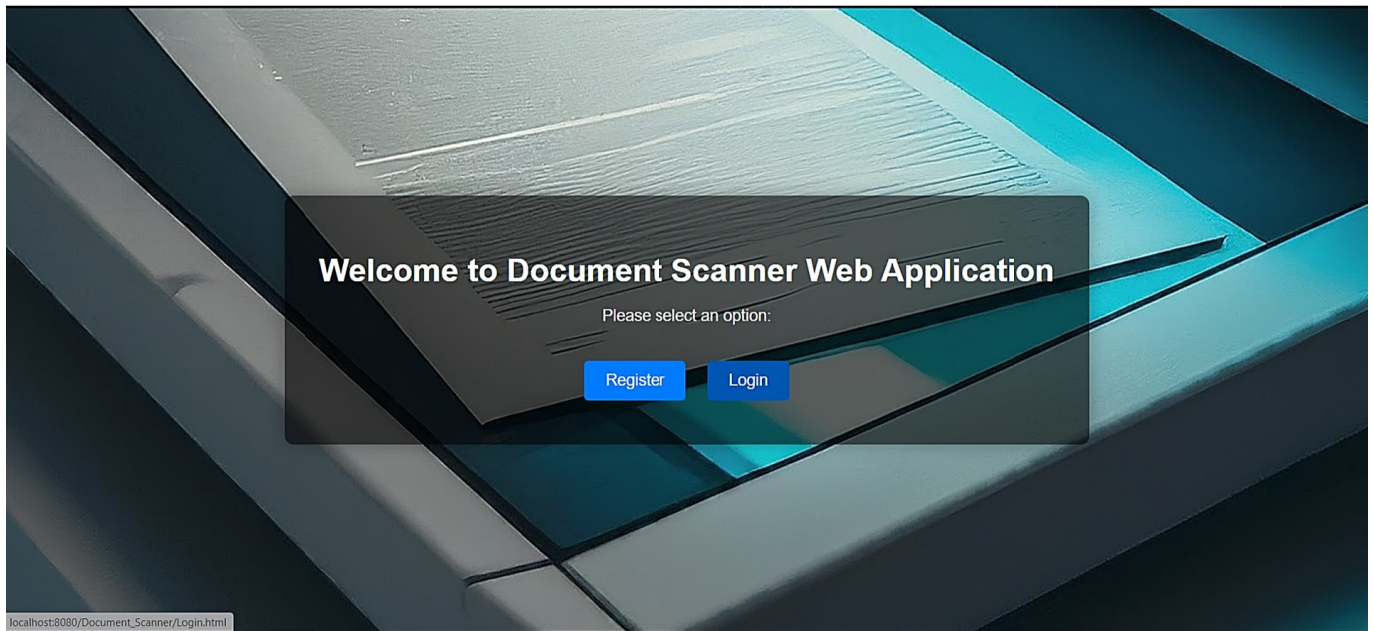 Welcome to Document Scanner Web Application
Please select an option:
Register Login
localhost:8080/Document_Scanner/Login.html